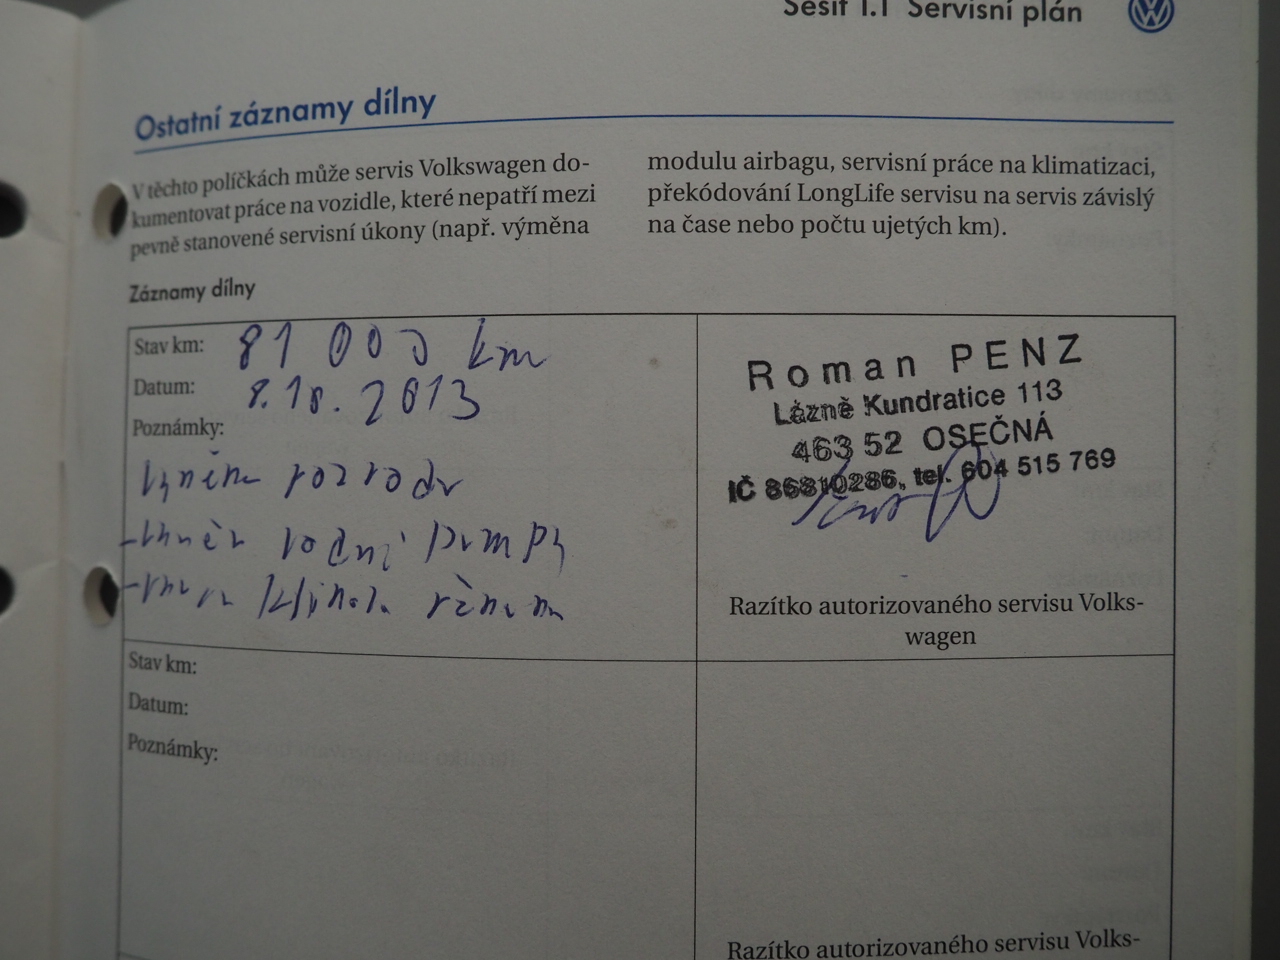 Sešit 1.1 Servisní plán
Ostatní záznamy dílny
V těchto políčkách může servis Volkswagen do-
kumentovat práce na vozidle, které nepatří mezi
pevně stanovené servisní úkony (např. výměna
modulu airbagu, servisní práce na klimatizaci,
překódování LongLife servisu na servis závislý
na čase nebo počtu ujetých km).
Záznamy dílny
Stav km: 81 000 km
Datum: 8.10.2013
Poznámky:
rozvodů
vodní pumpy
Roman PENZ
Lázně Kundratice 113
463 52 OSEČNÁ
IČ 86810286, tel. 604 515 769
Razítko autorizovaného servisu Volks-
wagen
Stav km:
Datum:
Poznámky:
Razítko autorizovaného servisu Volks-